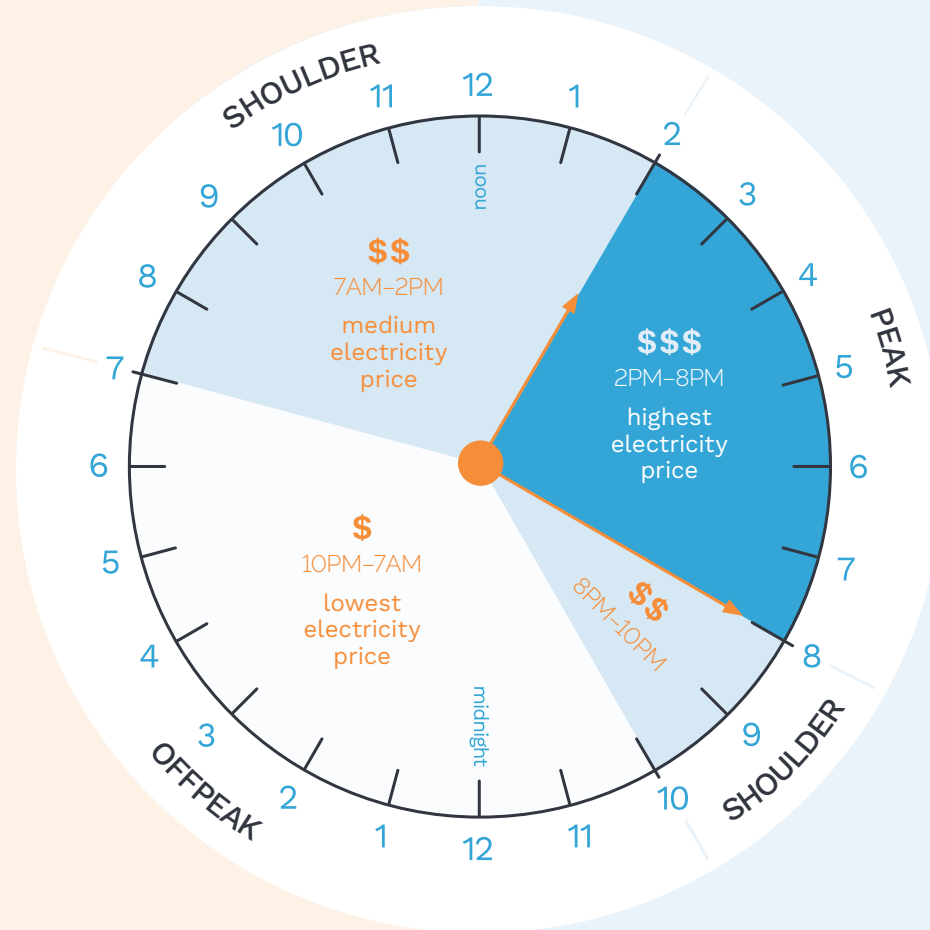 SHOULDER
12
11
1
10
2
9
3
8
4
7
5
6
6
5
7
4
8
3
9
2
10
1
11
12
noon
$$
7AM–2PM
medium
electricity
price
PEAK
$$$
2PM–8PM
highest
electricity
price
$
10PM–7AM
lowest
electricity
price
$$
8PM–10PM
midnight
OFFPEAK
SHOULDER